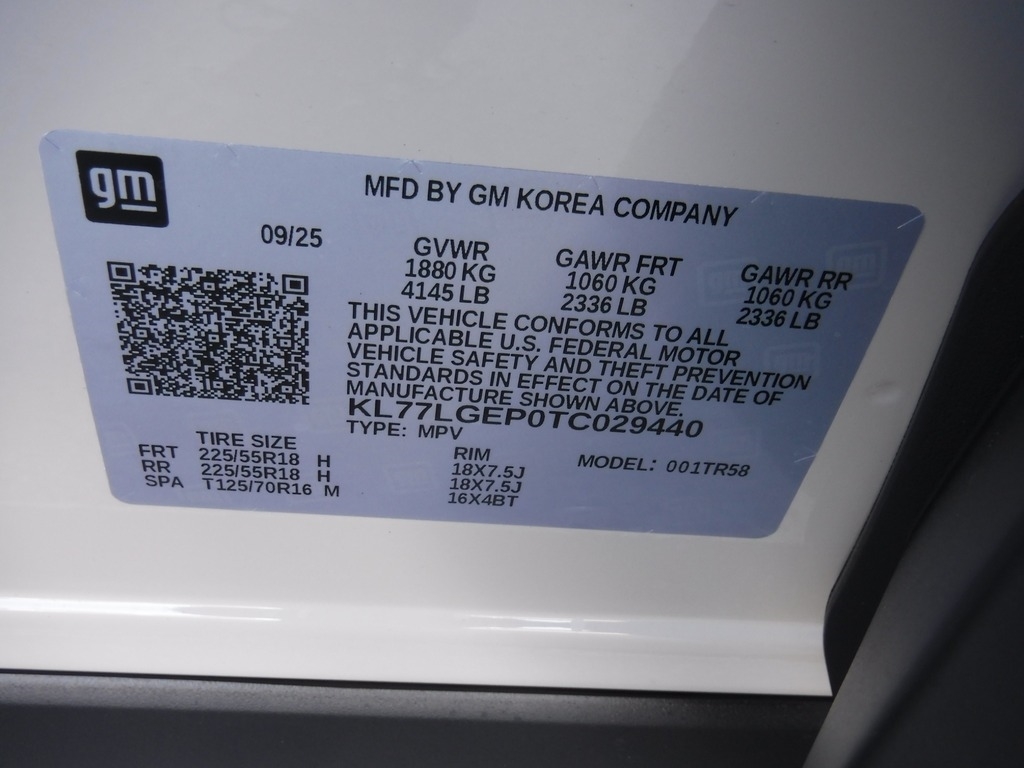 gm
MFD BY GM KOREA COMPANY
09/25
GVWR
1880 KG
4145 LB
GAWR FRT
1060 KG
2336 LB
GAWR RR
1060 KG
2336 LB
THIS VEHICLE CONFORMS TO ALL
APPLICABLE U.S. FEDERAL MOTOR
VEHICLE SAFETY AND THEFT PREVENTION
STANDARDS IN EFFECT ON THE DATE OF
MANUFACTURE SHOWN ABOVE.
KL77LGEP0TC029440
TYPE: MPV
MODEL: 001TR58
TIRE SIZE
RIM
FRT 225/55R18 H 18X7.5J
RR 225/55R18 H 18X7.5J
SPA T125/70R16 M 16X4BT